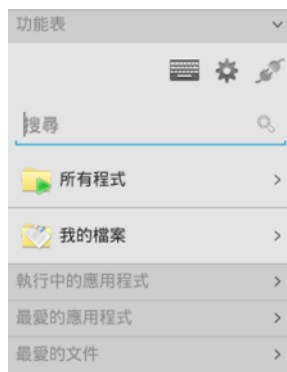 功能表
搜尋
所有程式
我的檔案
執行中的應用程式
最愛的應用程式
最愛的文件